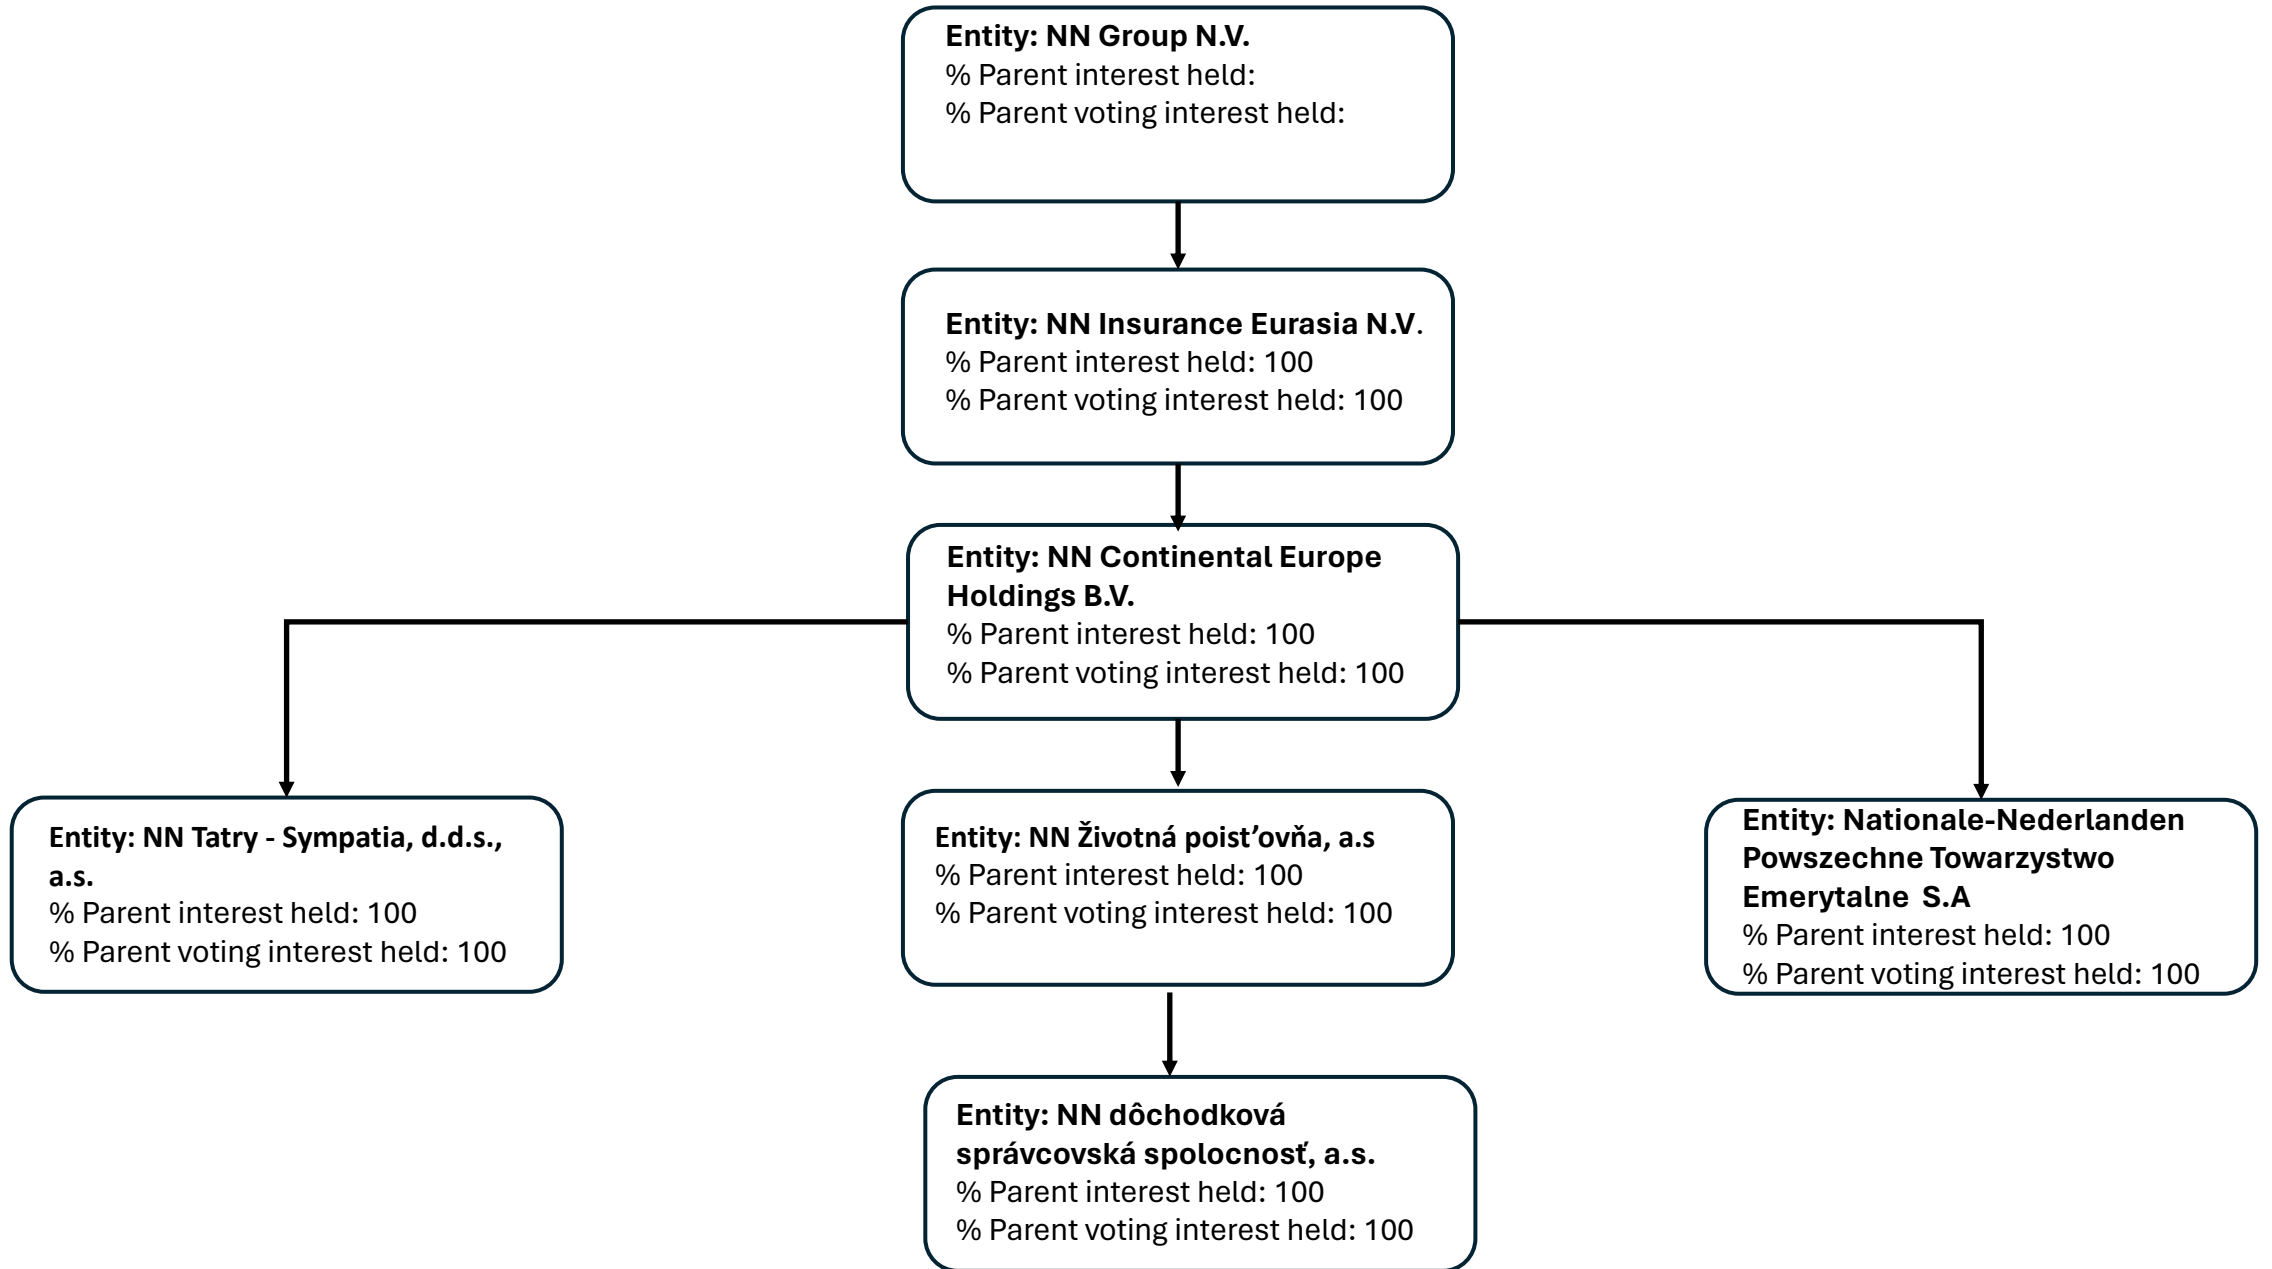 Entity: NN Group N.V.
% Parent interest held:
% Parent voting interest held:
Entity: NN Insurance Eurasia N.V.
% Parent interest held: 100
% Parent voting interest held: 100
Entity: NN Continental Europe
Holdings B.V.
% Parent interest held: 100
% Parent voting interest held: 100
Entity: NN Tatry - Sympatia, d.d.s.,
a.s.
% Parent interest held: 100
% Parent voting interest held: 100
Entity: NN Životná poist’ovňa, a.s
% Parent interest held: 100
% Parent voting interest held: 100
Entity: Nationale-Nederlanden
Powszechne Towarzystwo
Emerytalne  S.A
% Parent interest held: 100
% Parent voting interest held: 100
Entity: NN dôchodková
správcovská spolocnosť, a.s.
% Parent interest held: 100
% Parent voting interest held: 100